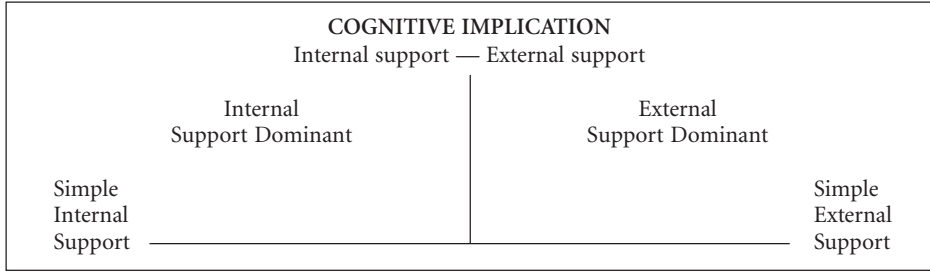 COGNITIVE IMPLICATION
Internal support — External support
Internal
Support Dominant
External
Support Dominant
Simple
Internal
Support
Simple
External
Support